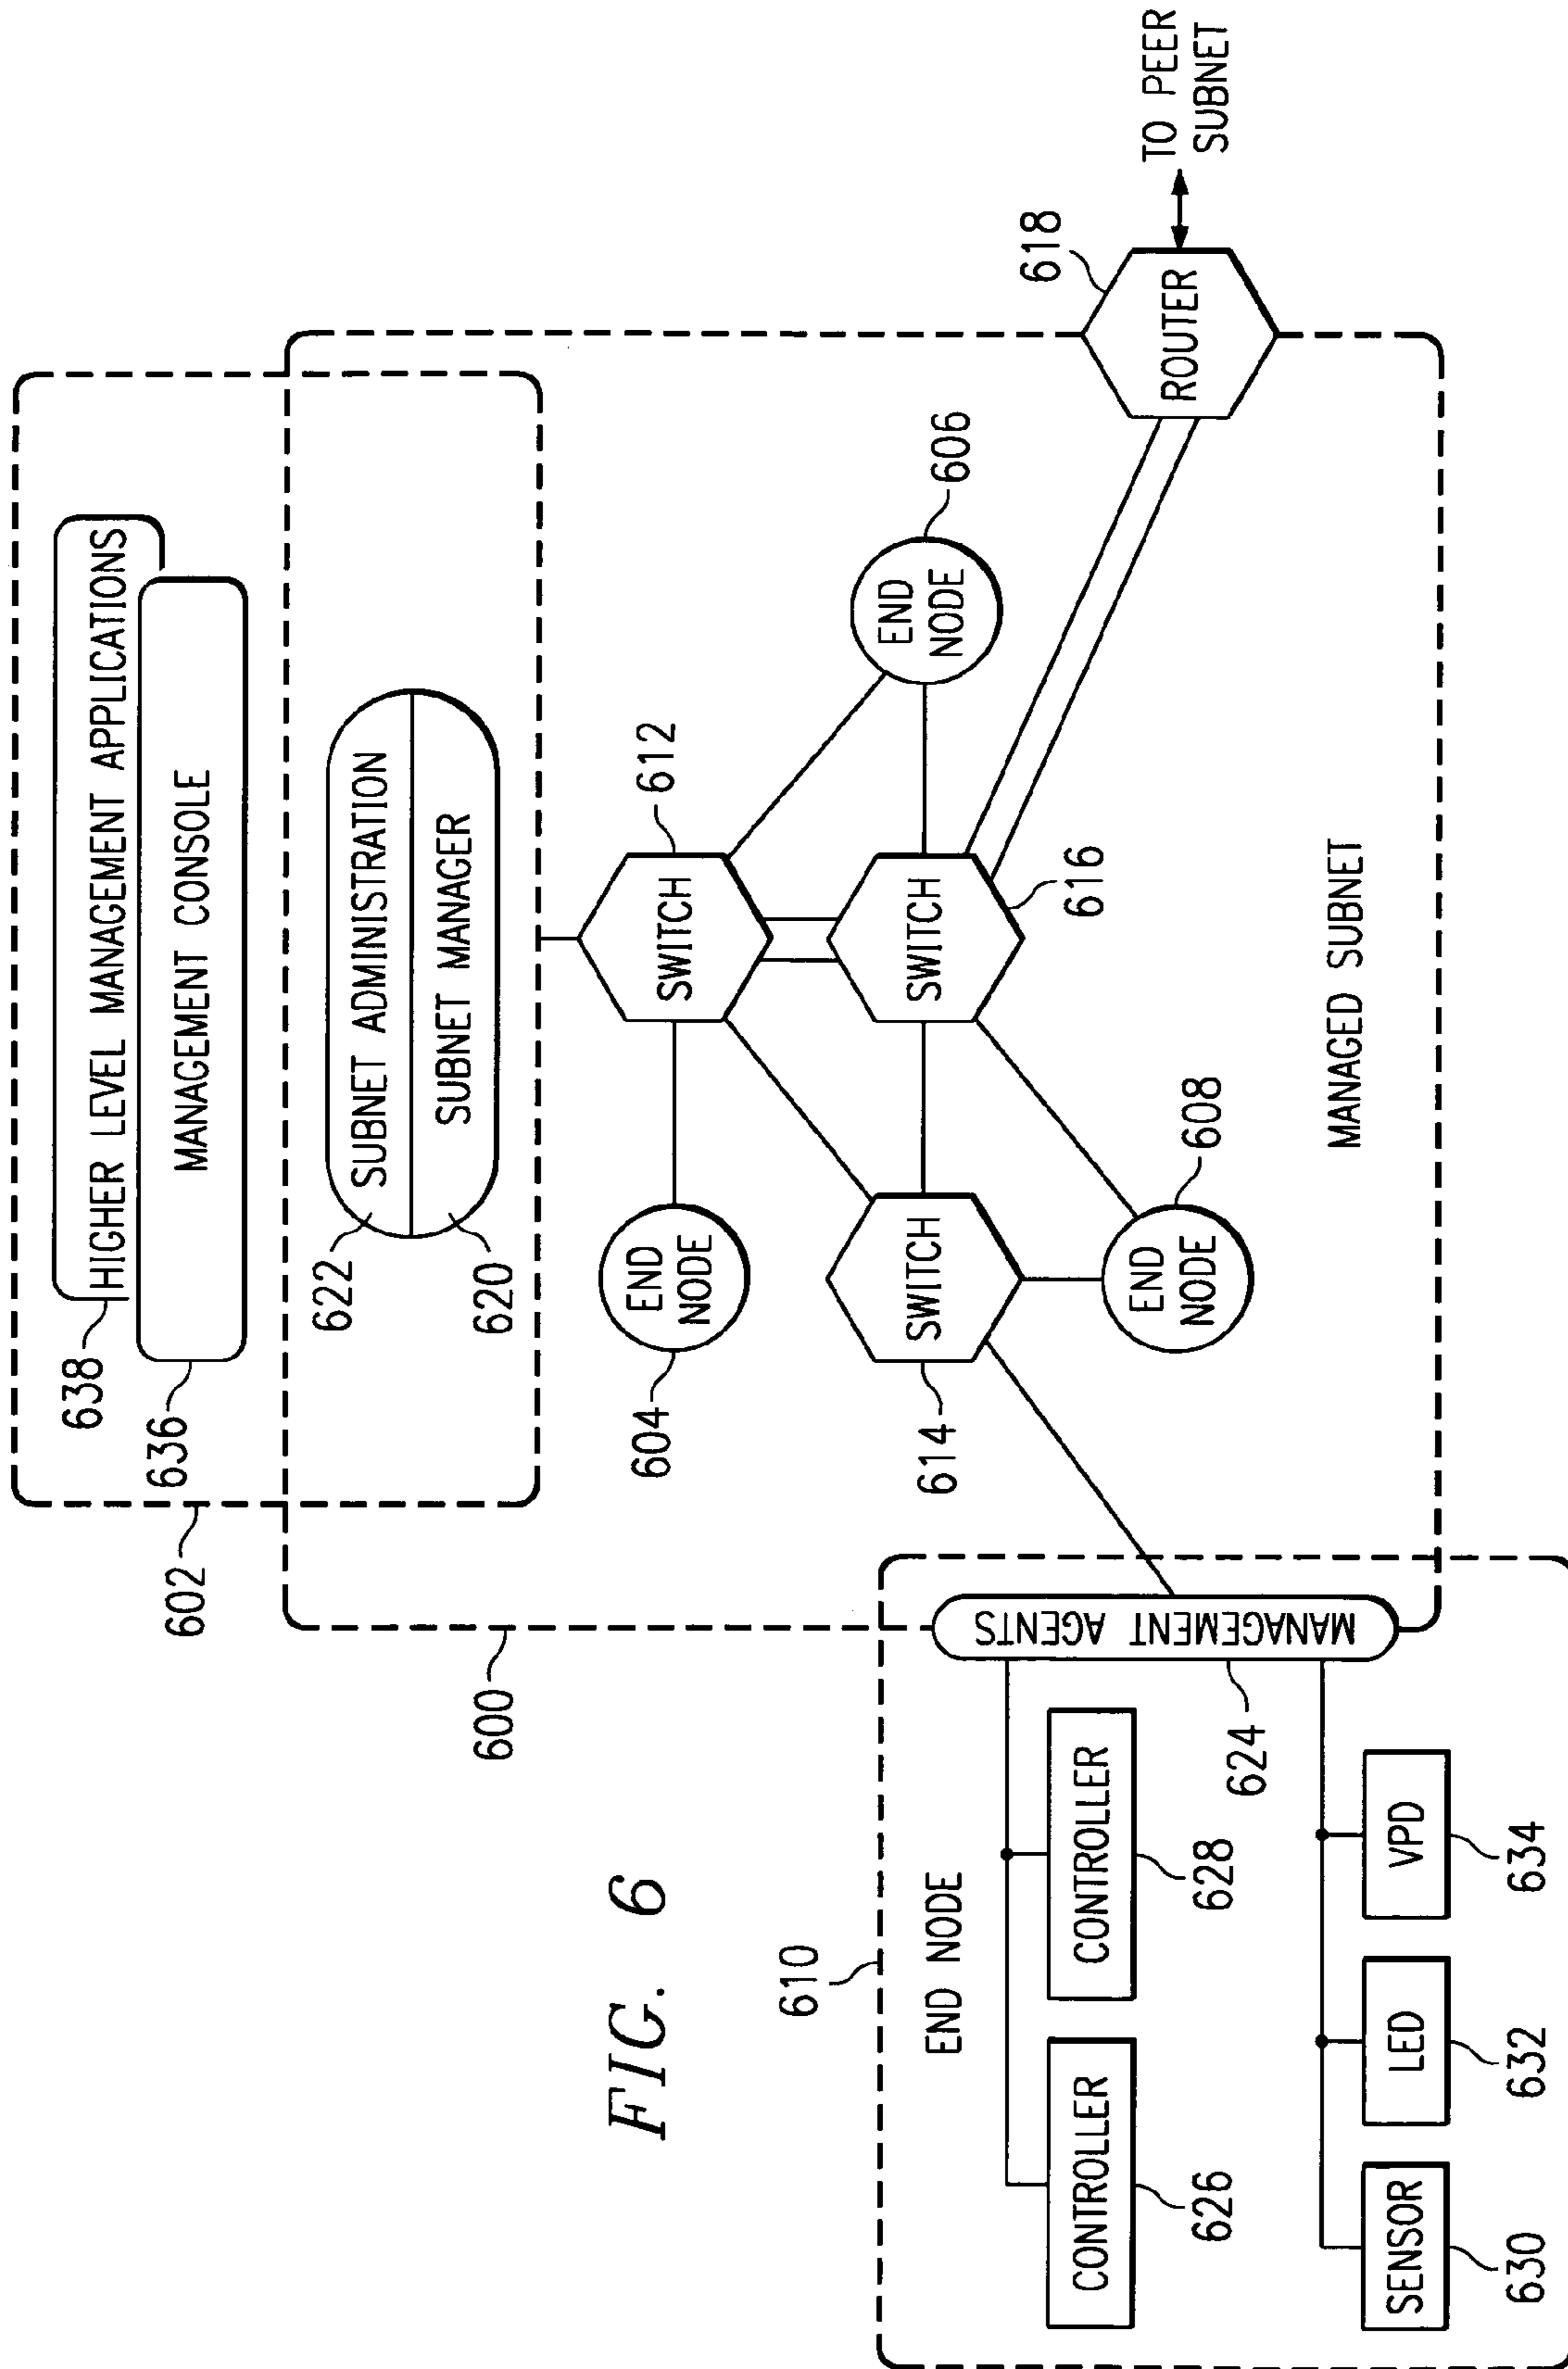 602
638
HIGHER LEVEL MANAGEMENT APPLICATIONS
636
MANAGEMENT CONSOLE
622
SUBNET ADMINISTRATION
620
SUBNET MANAGER
600
604
END
NODE
SWITCH
612
614
SWITCH
SWITCH
616
END
NODE
606
END
NODE
608
ROUTER
618
TO PEER
SUBNET
MANAGED SUBNET
610
END NODE
MANAGEMENT AGENTS
624
CONTROLLER
626
CONTROLLER
628
SENSOR
630
LED
632
VPD
634
FIG. 6